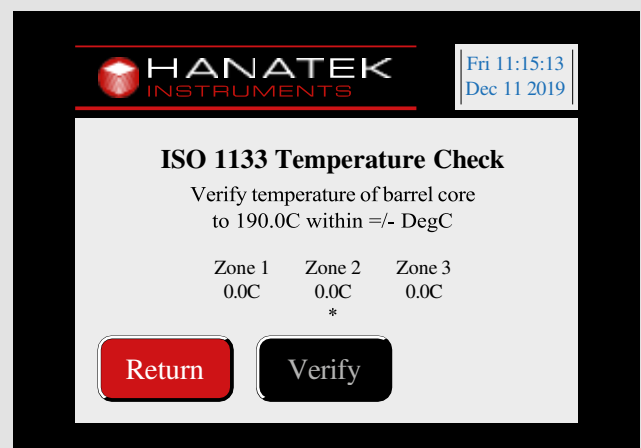 HANATEK
INSTRUMENTS
Fri 11:15:13
Dec 11 2019
ISO 1133 Temperature Check
Verify temperature of barrel core
to 190.0C within =/- DegC
Zone 1 Zone 2 Zone 3
0.0C 0.0C 0.0C
*
Return Verify